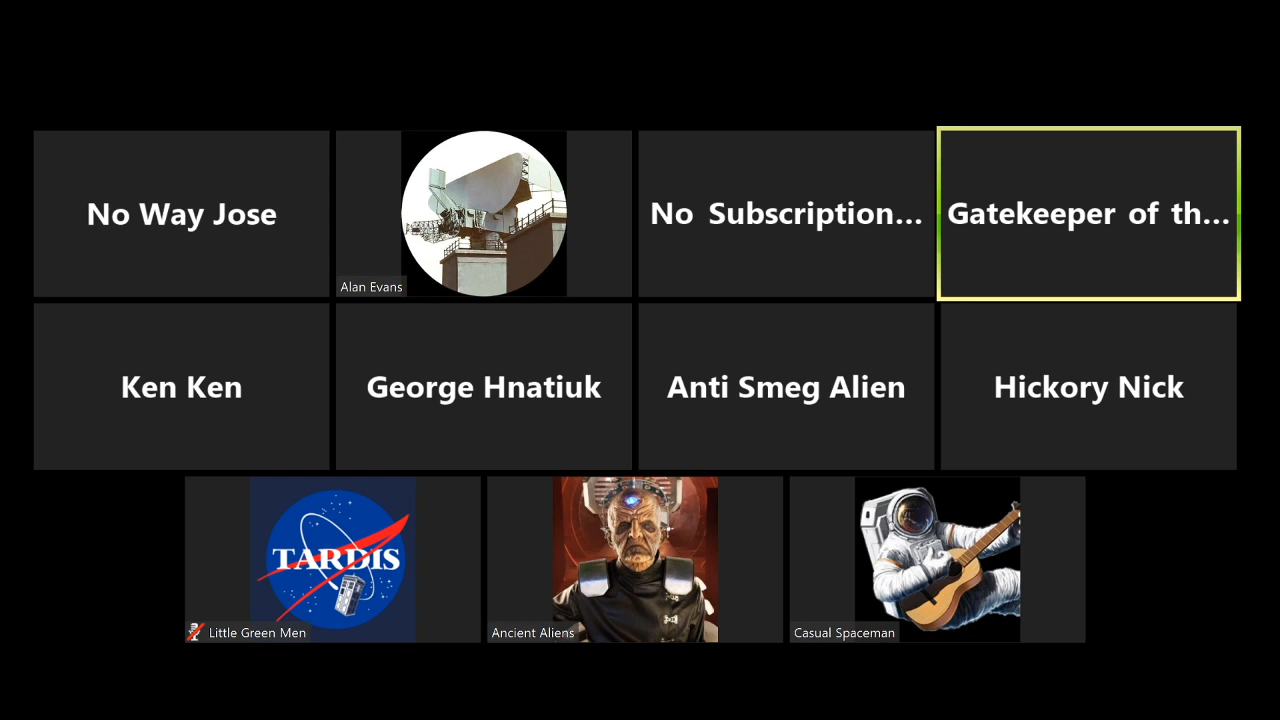 No Way Jose
Alan Evans
No Subscription...
Gatekeeper of th...
Ken Ken
George Hnatiuk
Anti Smeg Alien
Hickory Nick
TARDIS
Little Green Men
Ancient Aliens
Casual Spaceman